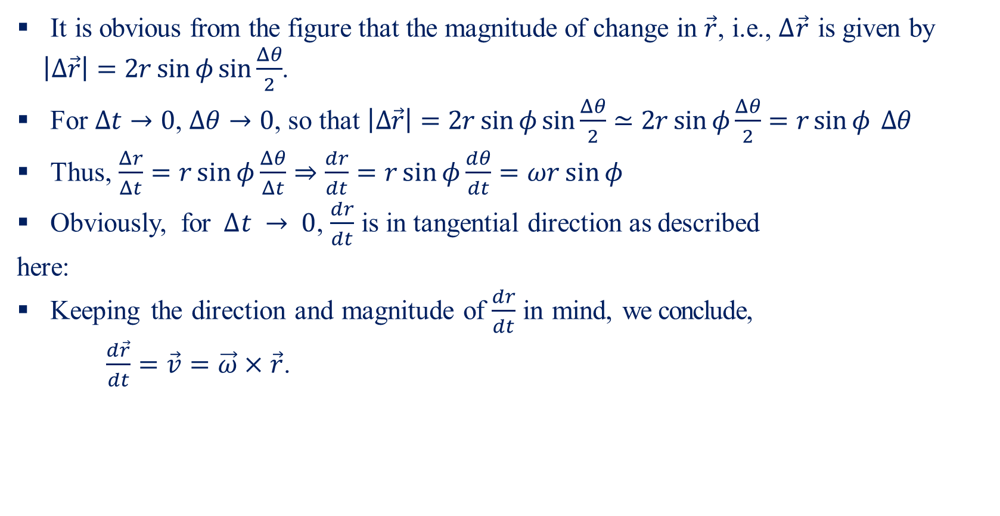 ▪ It is obvious from the figure that the magnitude of change in $\vec{r}$, i.e., $\Delta\vec{r}$ is given by
$|\Delta\vec{r}| = 2r \sin\phi \sin\frac{\Delta\theta}{2}$.
▪ For $\Delta t \to 0, \Delta\theta \to 0$, so that $|\Delta\vec{r}| = 2r \sin\phi \sin\frac{\Delta\theta}{2} \simeq 2r \sin\phi \frac{\Delta\theta}{2} = r \sin\phi \ \Delta\theta$
▪ Thus, $\frac{\Delta r}{\Delta t} = r \sin\phi \frac{\Delta\theta}{\Delta t} \Rightarrow \frac{dr}{dt} = r \sin\phi \frac{d\theta}{dt} = \omega r \sin\phi$
▪ Obviously, for $\Delta t \to 0, \frac{dr}{dt}$ is in tangential direction as described
here:
▪ Keeping the direction and magnitude of $\frac{dr}{dt}$ in mind, we conclude,
$\frac{d\vec{r}}{dt} = \vec{v} = \vec{\omega} \times \vec{r}$.